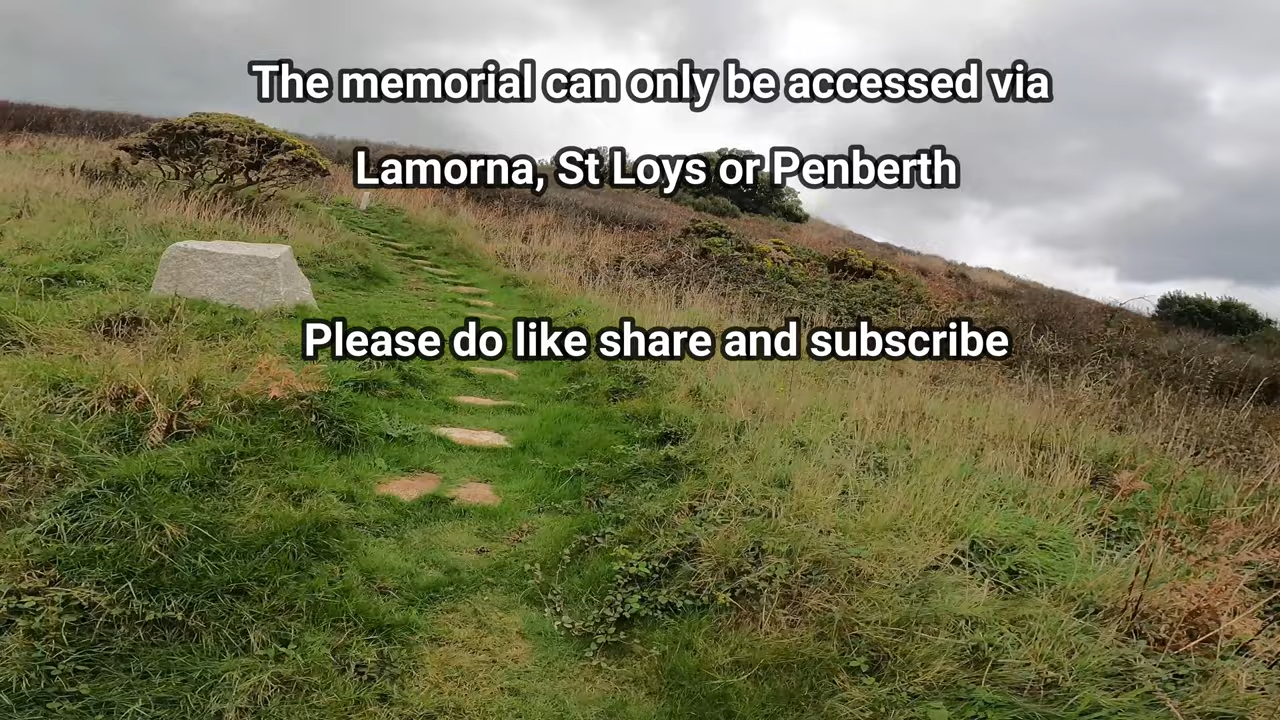 The memorial can only be accessed via
Lamorna, St Loys or Penberth
Please do like share and subscribe